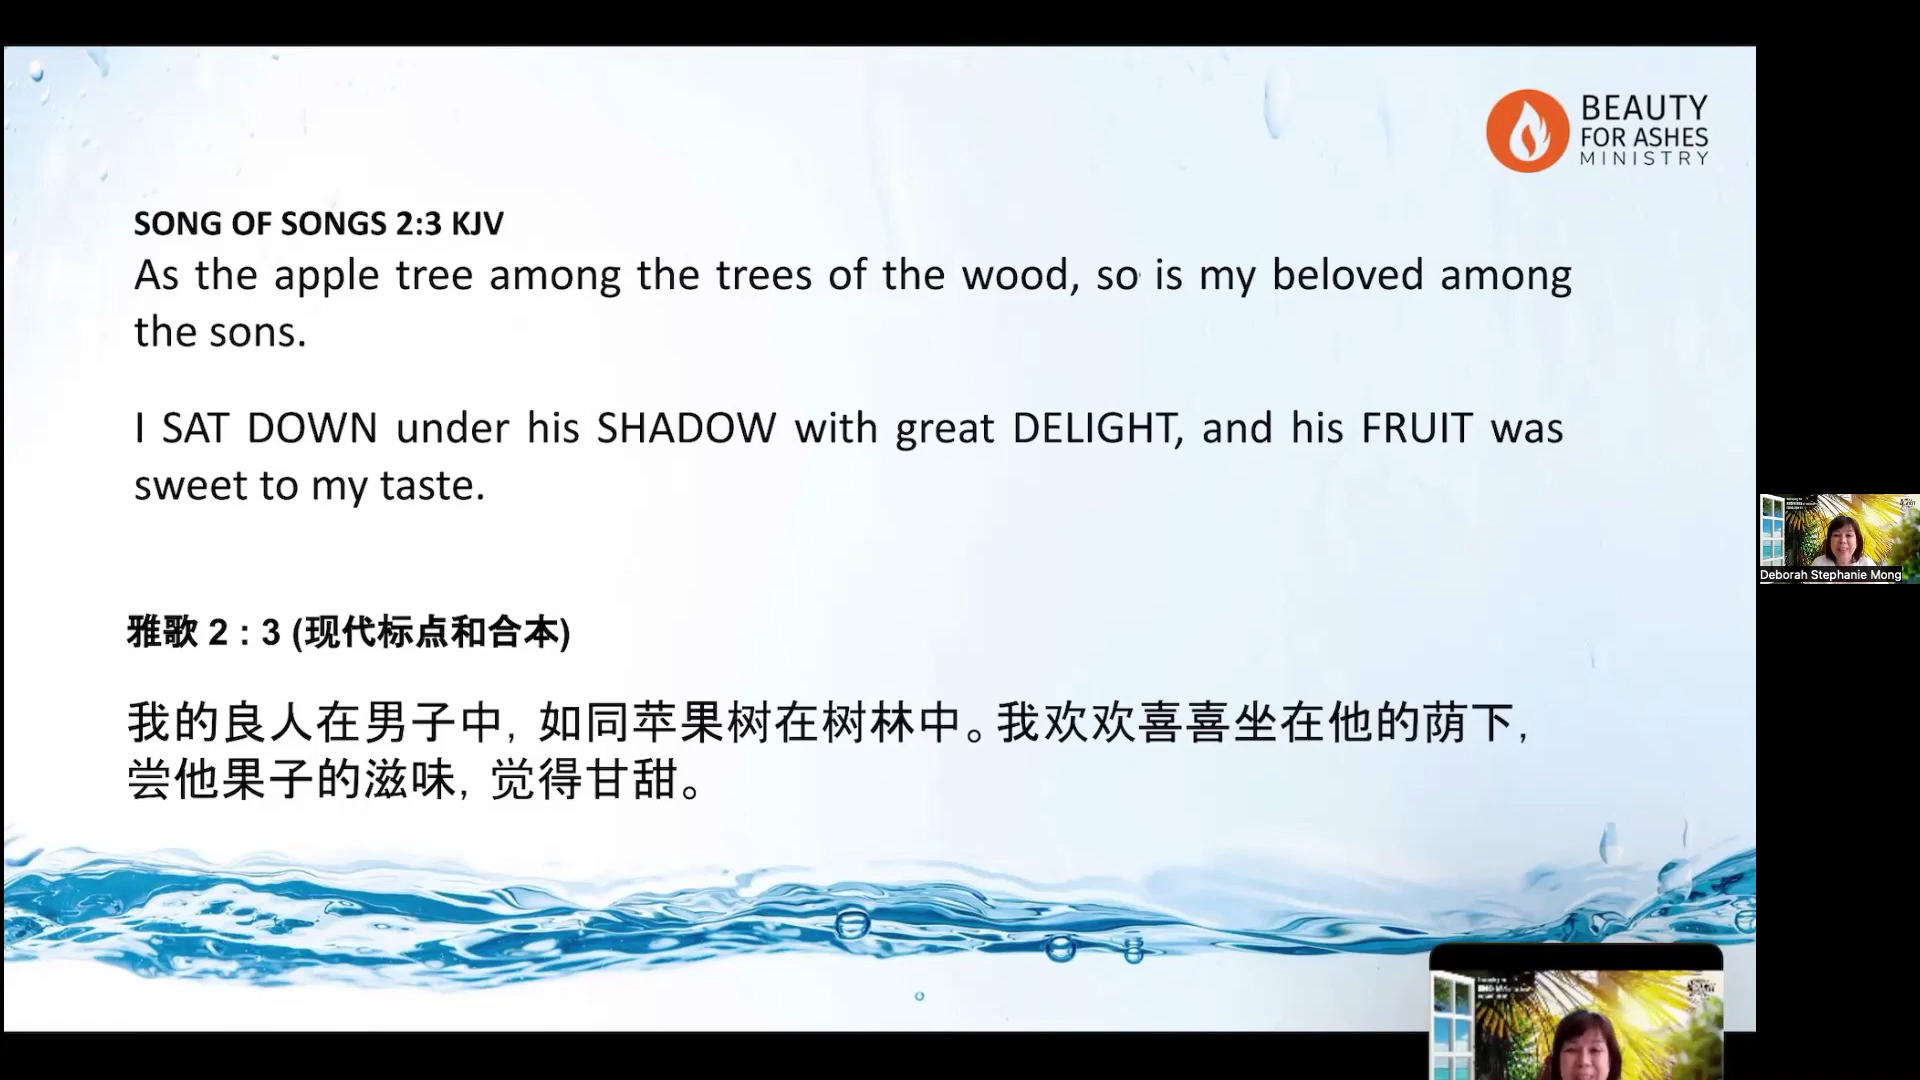 BEAUTY
FOR ASHES
MINISTRY
SONG OF SONGS 2:3 KJV
As the apple tree among the trees of the wood, so is my beloved among
the sons.
I SAT DOWN under his SHADOW with great DELIGHT, and his FRUIT was
sweet to my taste.
Deborah Stephanie Mong
雅歌 2 : 3 (现代标点和合本)
我的良人在男子中, 如同苹果树在树林中。我欢欢喜喜坐在他的荫下,
尝他果子的滋味, 觉得甘甜。